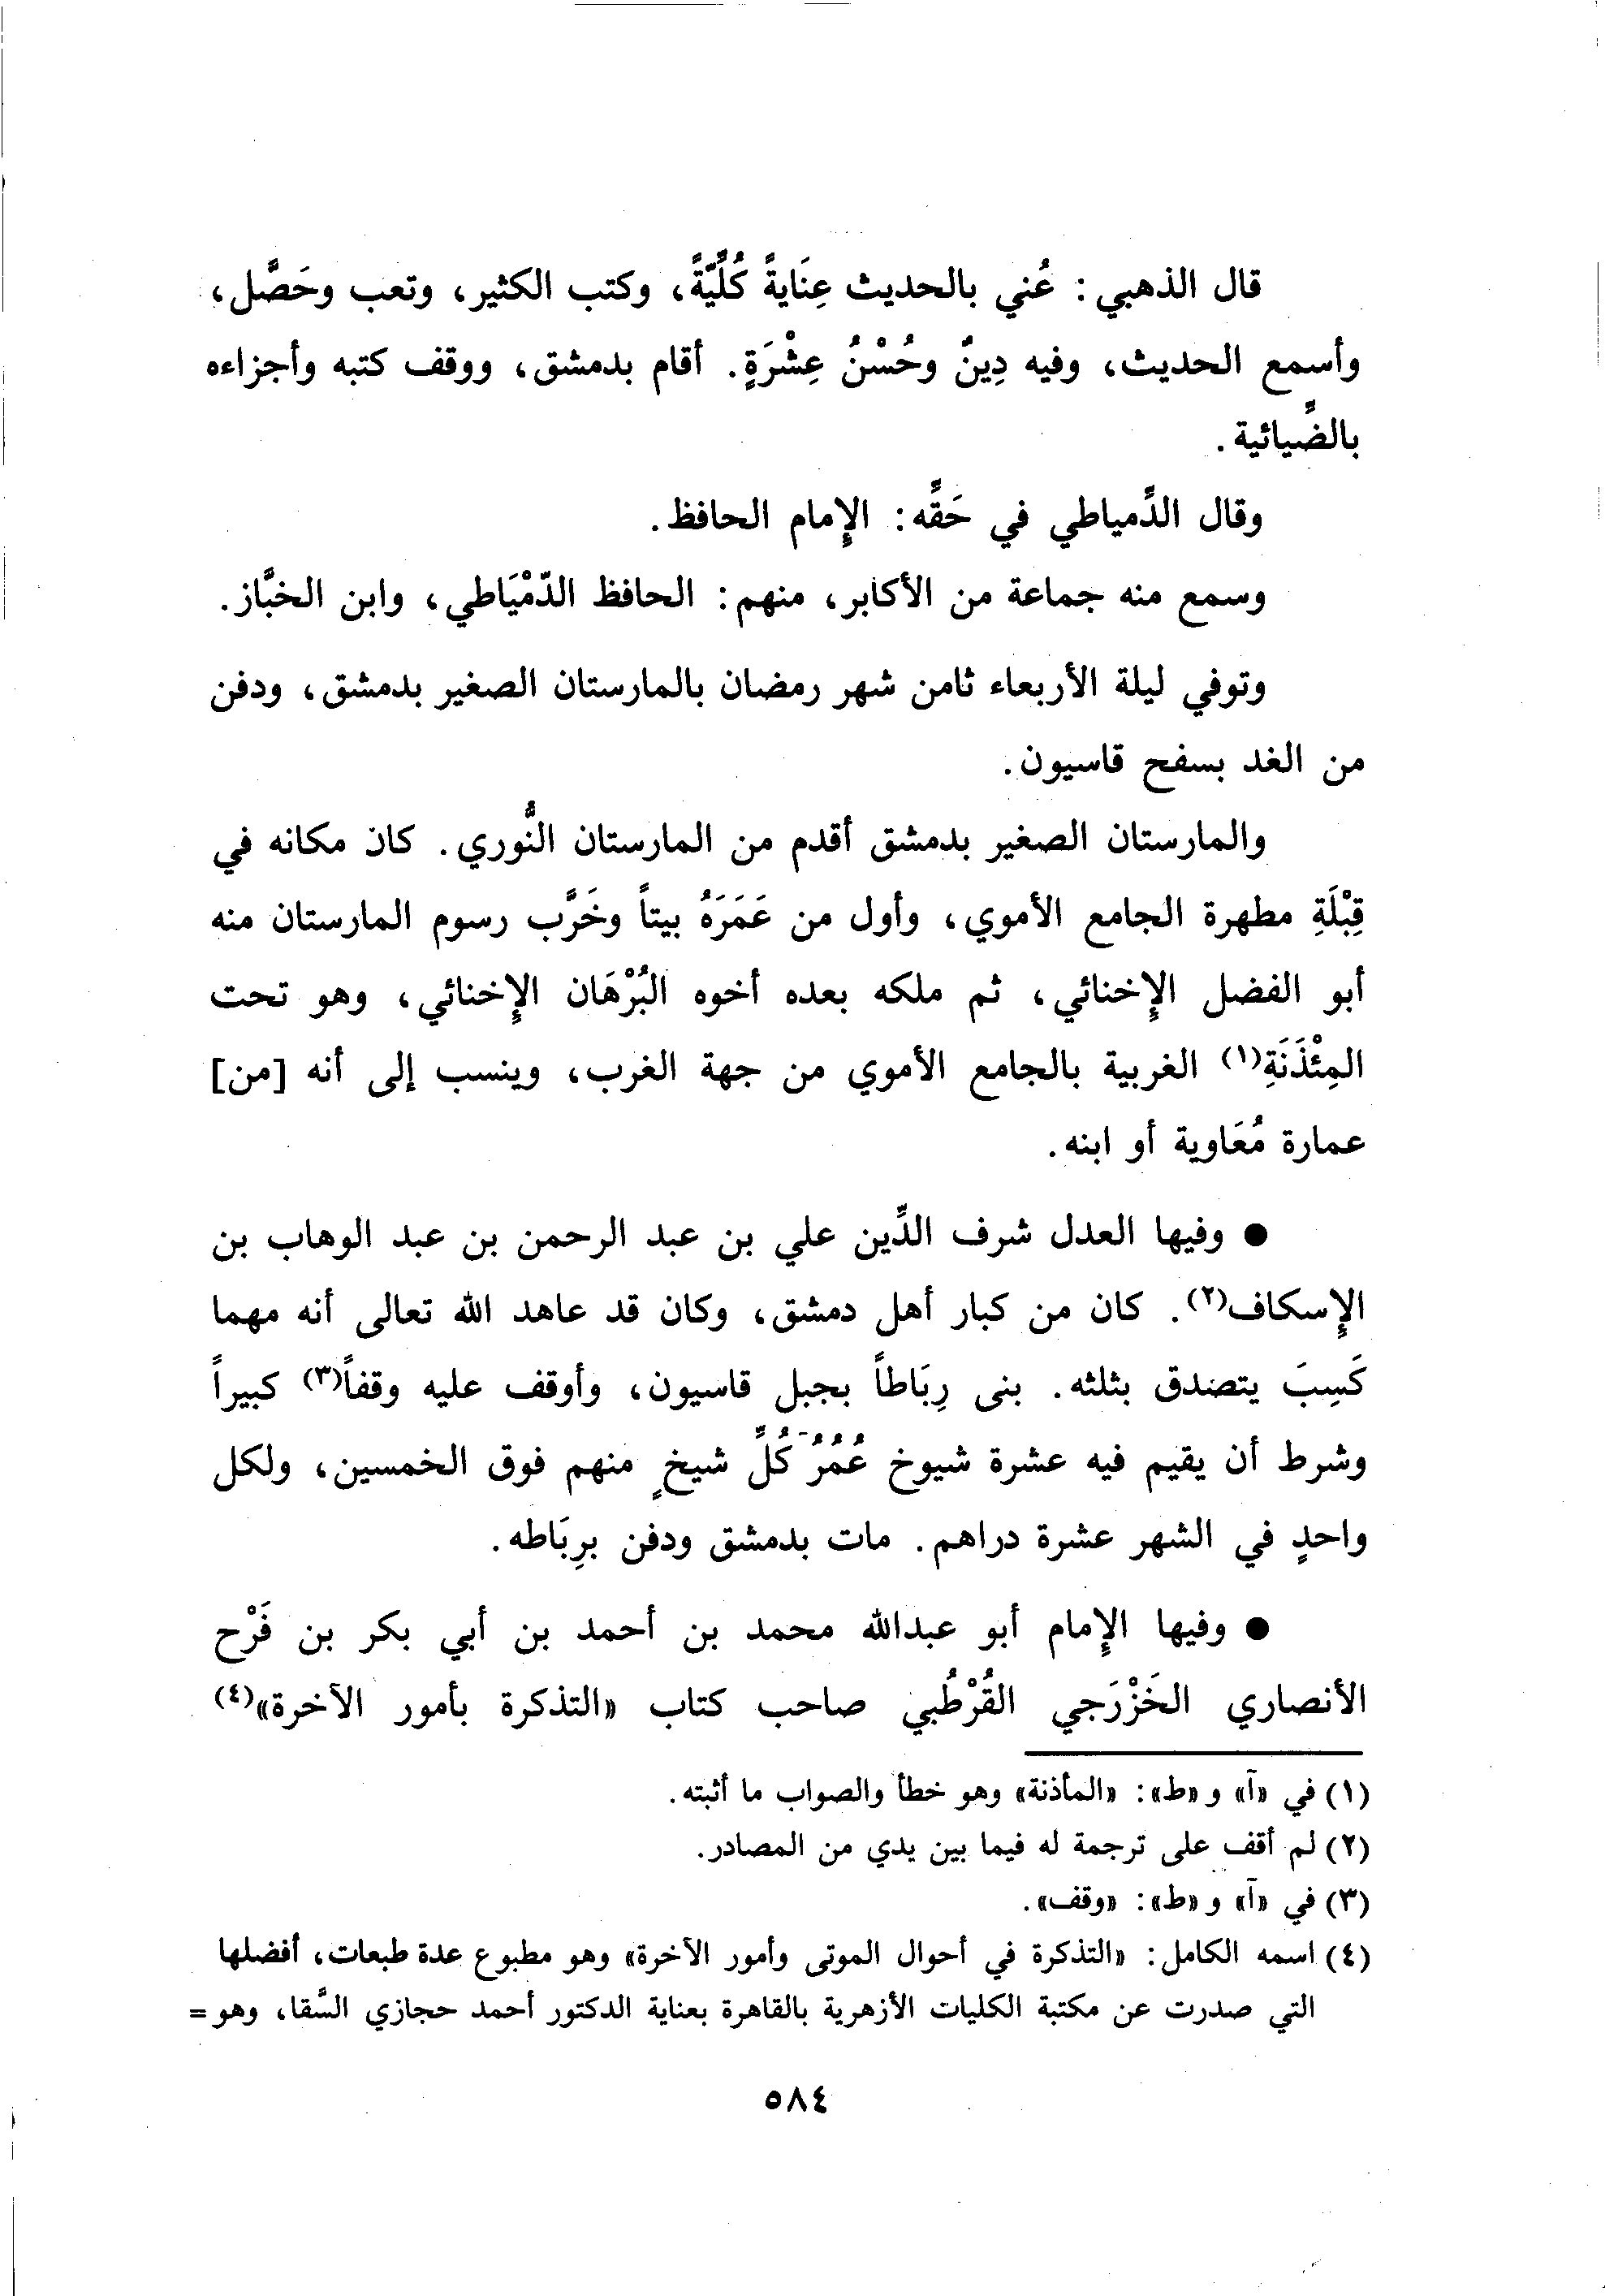 قال الذهبي: عُني بالحديث عِنَايةً كُلِّيَّةً، وكتب الكثير، وتعب وحَصَّل،
وأسمع الحديث، وفيه دِينٌ وحُسْنُ عِشْرَةٍ. أقام بدمشق، ووقف كتبه وأجزاءه
بالضِّيائية.
وقال الدِّمياطي في حَقِّه: الإِمام الحافظ.
وسمع منه جماعة من الأكابر، منهم: الحافظ الدّمْيَاطي، وابن الخبَّاز.
وتوفي ليلة الأربعاء ثامن شهر رمضان بالمارستان الصغير بدمشق، ودفن
من الغد بسفح قاسيون.
والمارستان الصغير بدمشق أقدم من المارستان النُّوري. كان مكانه في
قِبْلَةِ مطهرة الجامع الأموي، وأول من عَمَرَهُ بيتاً وخَرَّب رسوم المارستان منه
أبو الفضل الإِخنائي، ثم ملكه بعده أخوه البُرْهَان الإِخنائي، وهو تحت
المِئْذَنَةِ(١) الغربية بالجامع الأموي من جهة الغرب، وينسب إلى أنه [من]
عمارة مُعَاوية أو ابنه.
● وفيها العدل شرف الدِّين علي بن عبد الرحمن بن عبد الوهاب بن
الإِسكاف(٢). كان من كبار أهل دمشق، وكان قد عاهد الله تعالى أنه مهما
كَسِبَ يتصدق بثلثه. بنى رِبَاطاً بجبل قاسيون، وأوقف عليه وقفاً(٣) كبيراً
وشرط أن يقيم فيه عشرة شيوخ عُمُرُ كُلِّ شيخٍ منهم فوق الخمسين، ولكل
واحدٍ في الشهر عشرة دراهم. مات بدمشق ودفن برِبَاطه.
● وفيها الإِمام أبو عبدالله محمد بن أحمد بن أبي بكر بن فَرْح
الأنصاري الخَزْرَجي القُرْطُبي صاحب كتاب «التذكرة بأمور الآخرة»(٤)
(١) في «آ» و «ط»: «المأذنة» وهو خطأ والصواب ما أثبته.
(٢) لم أقف على ترجمة له فيما بين يدي من المصادر.
(٣) في «آ» و «ط»: «وقف».
(٤) اسمه الكامل: «التذكرة في أحوال الموتى وأمور الآخرة» وهو مطبوع عدة طبعات، أفضلها
التي صدرت عن مكتبة الكليات الأزهرية بالقاهرة بعناية الدكتور أحمد حجازي السَّقا، وهو =
٥٨٤